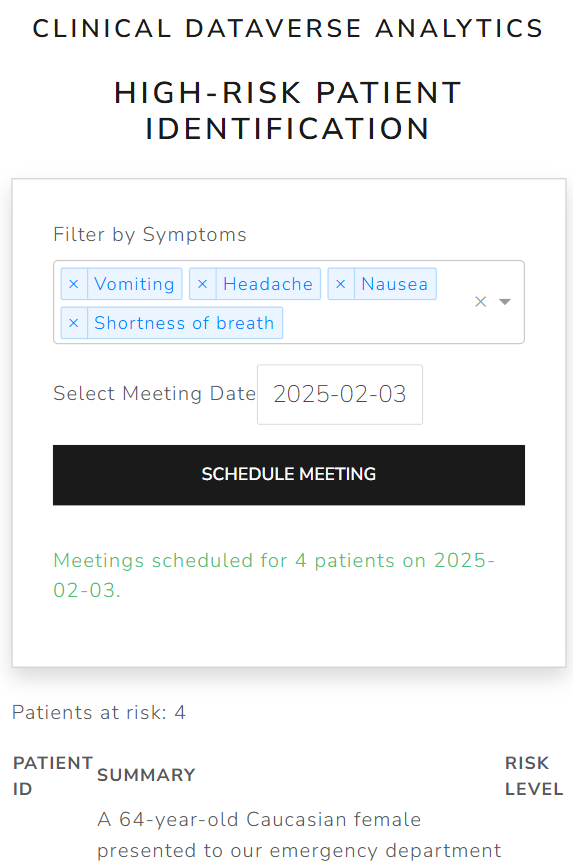 CLINICAL DATAVERSE ANALYTICS
HIGH-RISK PATIENT
IDENTIFICATION
Filter by Symptoms
× Vomiting × Headache × Nausea
× Shortness of breath
Select Meeting Date 2025-02-03
SCHEDULE MEETING
Meetings scheduled for 4 patients on 2025-
02-03.
Patients at risk: 4
PATIENT ID SUMMARY RISK LEVEL
A 64-year-old Caucasian female
presented to our emergency department